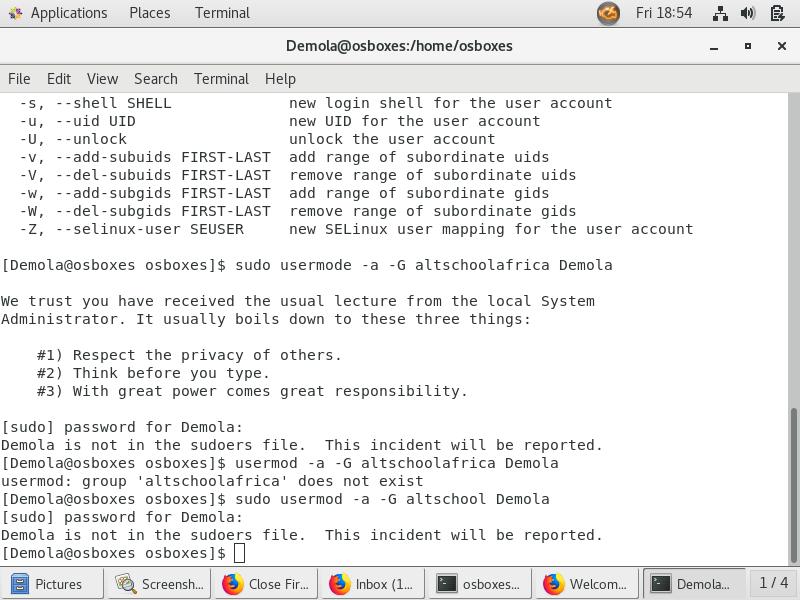 Applications Places Terminal Fri 18:54
Demola@osboxes:/home/osboxes
File Edit View Search Terminal Help
-s, --shell SHELL new login shell for the user account
-u, --uid UID new UID for the user account
-U, --unlock unlock the user account
-v, --add-subuids FIRST-LAST add range of subordinate uids
-V, --del-subuids FIRST-LAST remove range of subordinate uids
-w, --add-subgids FIRST-LAST add range of subordinate gids
-W, --del-subgids FIRST-LAST remove range of subordinate gids
-Z, --selinux-user SEUSER new SELinux user mapping for the user account
[Demola@osboxes osboxes]$ sudo usermode -a -G altschoolafrica Demola
We trust you have received the usual lecture from the local System
Administrator. It usually boils down to these three things:
#1) Respect the privacy of others.
#2) Think before you type.
#3) With great power comes great responsibility.
[sudo] password for Demola:
Demola is not in the sudoers file.  This incident will be reported.
[Demola@osboxes osboxes]$ usermod -a -G altschoolafrica Demola
usermod: group 'altschoolafrica' does not exist
[Demola@osboxes osboxes]$ sudo usermod -a -G altschool Demola
[sudo] password for Demola:
Demola is not in the sudoers file.  This incident will be reported.
[Demola@osboxes osboxes]$
Pictures Screensh... Close Fir... Inbox (1... osboxes... Welcom... Demola... 1 / 4